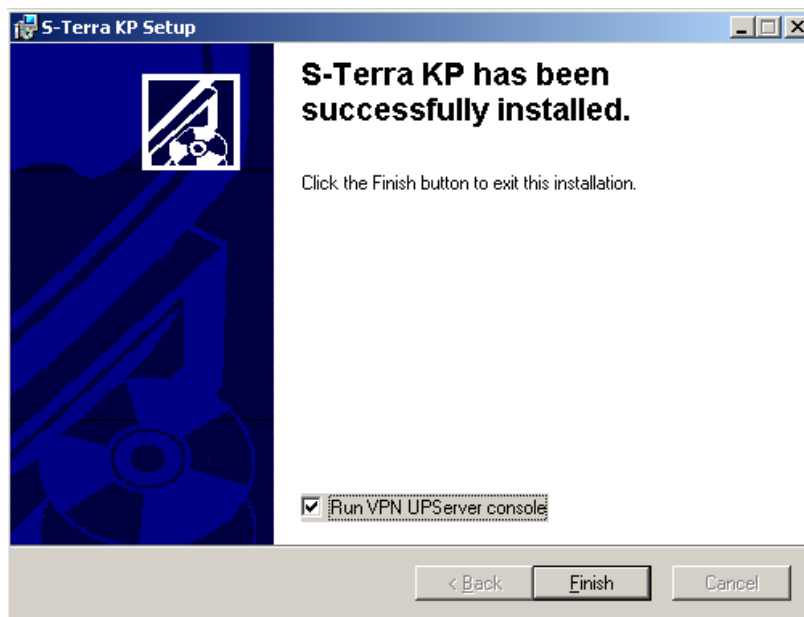 S-Terra KP Setup
S-Terra KP has been
successfully installed.
Click the Finish button to exit this installation.
Run VPN UPServer console
< Back
Finish
Cancel